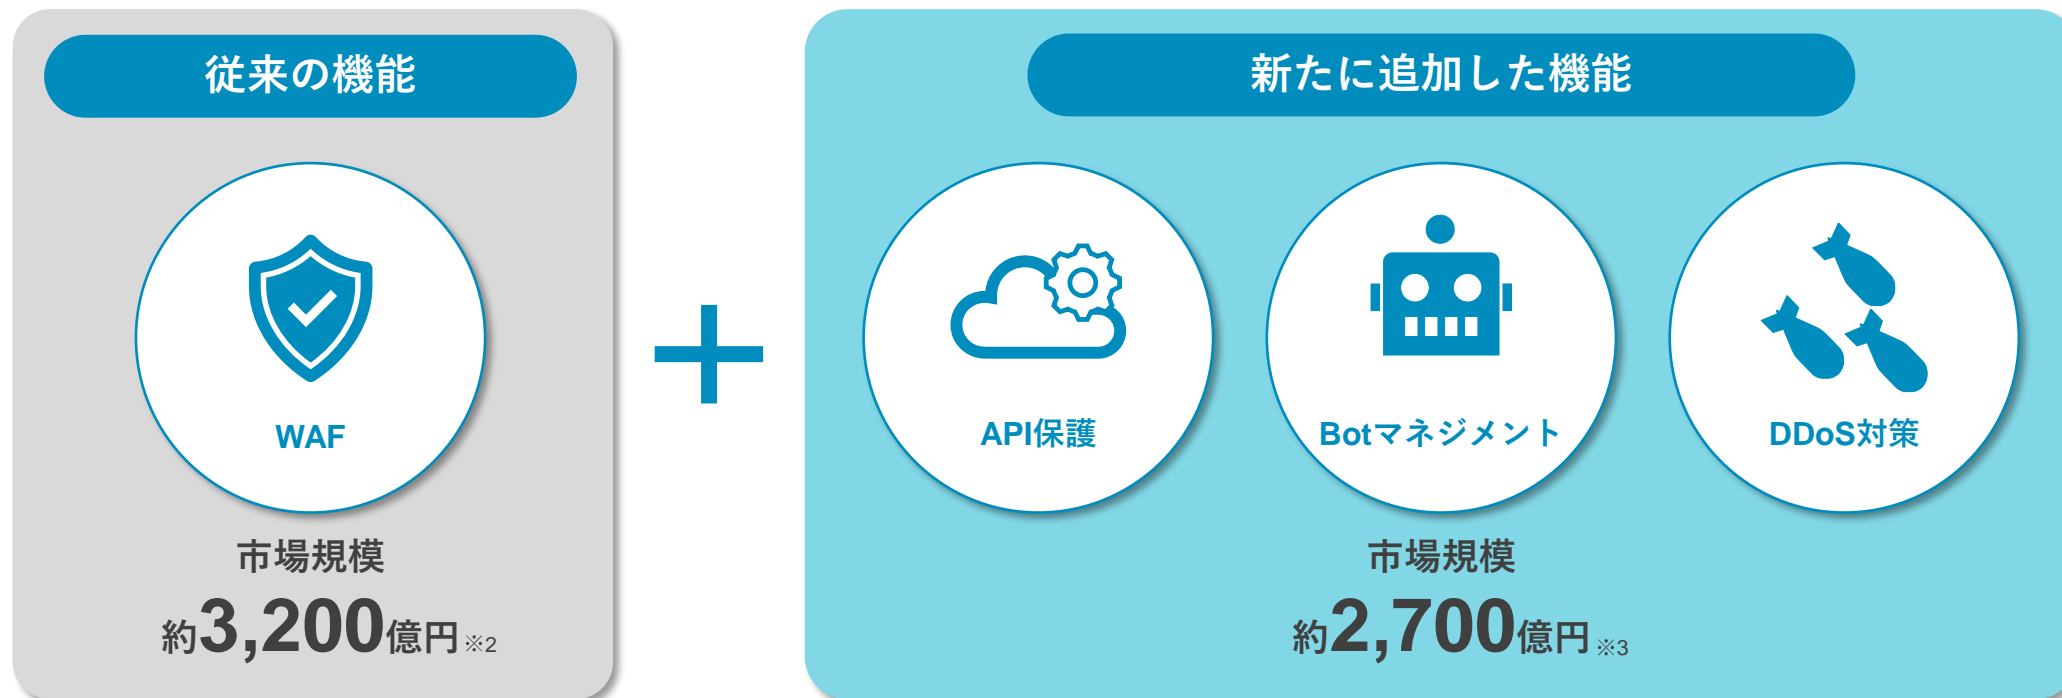 従来の機能
WAF
市場規模
約3,200億円※2
新たに追加した機能
API保護
Botマネジメント
DDoS対策
市場規模
約2,700億円※3